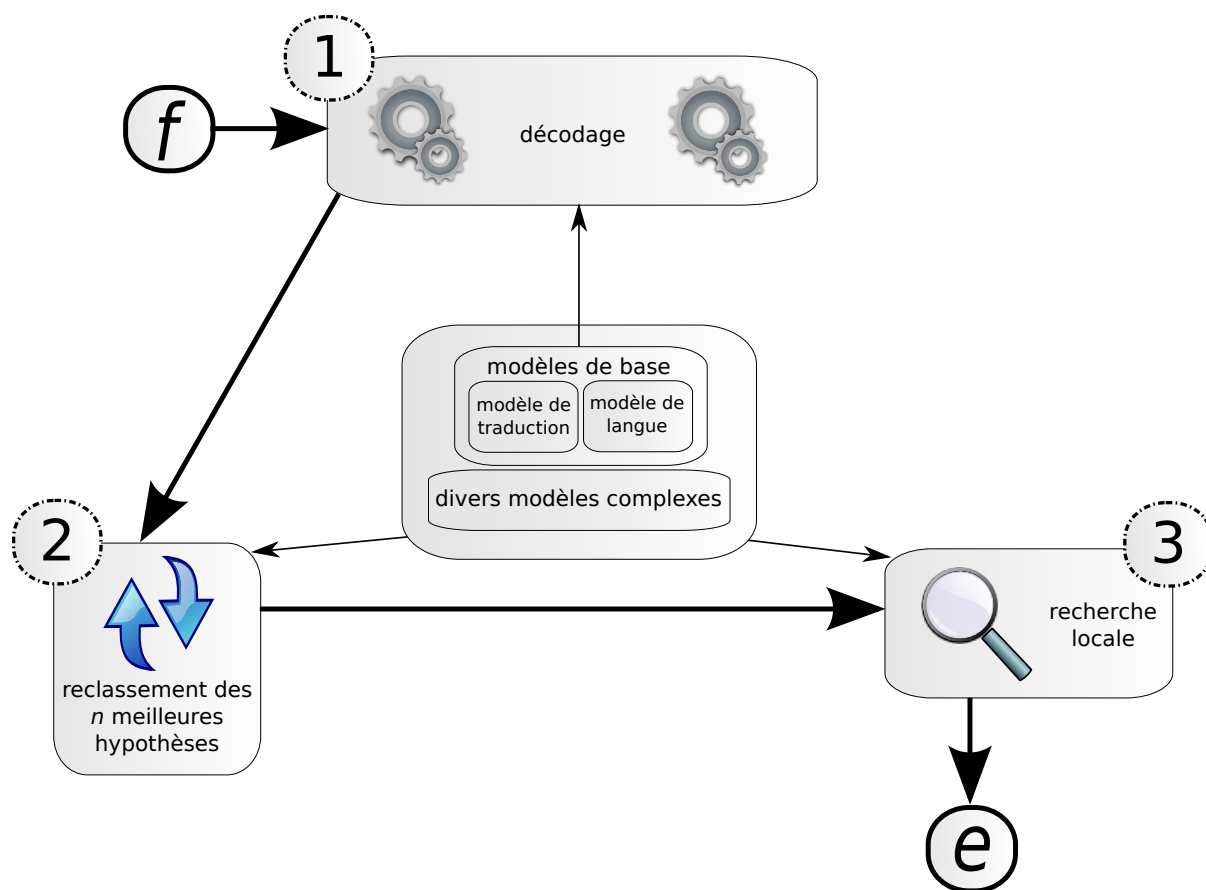 1
f
décodage
modèles de base
modèle de
traduction
modèle de
langue
divers modèles complexes
2
reclassement des
n meilleures
hypothèses
3
recherche
locale
e